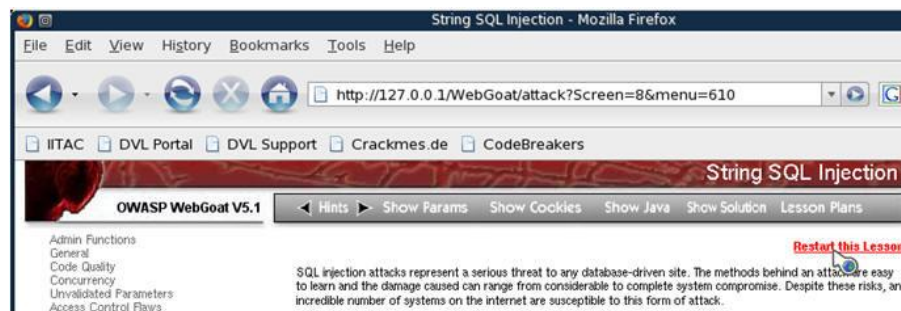 String SQL Injection - Mozilla Firefox
File Edit View History Bookmarks Tools Help
http://127.0.0.1/WebGoat/attack?Screen=8&menu=610
G
IITAC DVL Portal DVL Support Crackmes.de CodeBreakers
String SQL Injection
OWASP WebGoat V5.1 Hints Show Params Show Cookies Show Java Show Solution Lesson Plans
Restart this Lesson
Admin Functions
General
Code Quality
Concurrency
Unvalidated Parameters
Access Control Flaws
SQL injection attacks represent a serious threat to any database-driven site. The methods behind an attack are easy
to learn and the damage caused can range from considerable to complete system compromise. Despite these risks, an
incredible number of systems on the internet are susceptible to this form of attack.